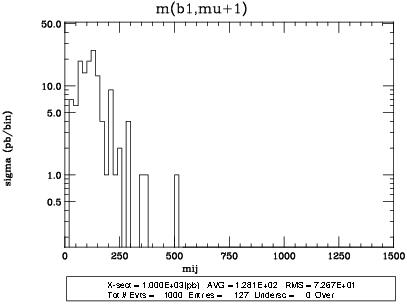 m(b1,mu+1)
50.0
10.0
sigma (pb/bin)
1.0
0.5
0 250 500 750 1000 1250 1500
mij
X-sect = 1.000E+03(pb) AVG = 1.281E+02 RMS = 7.267E+01
Tot # Evts = 1000 Entries = 127 Undersc = 0 Over